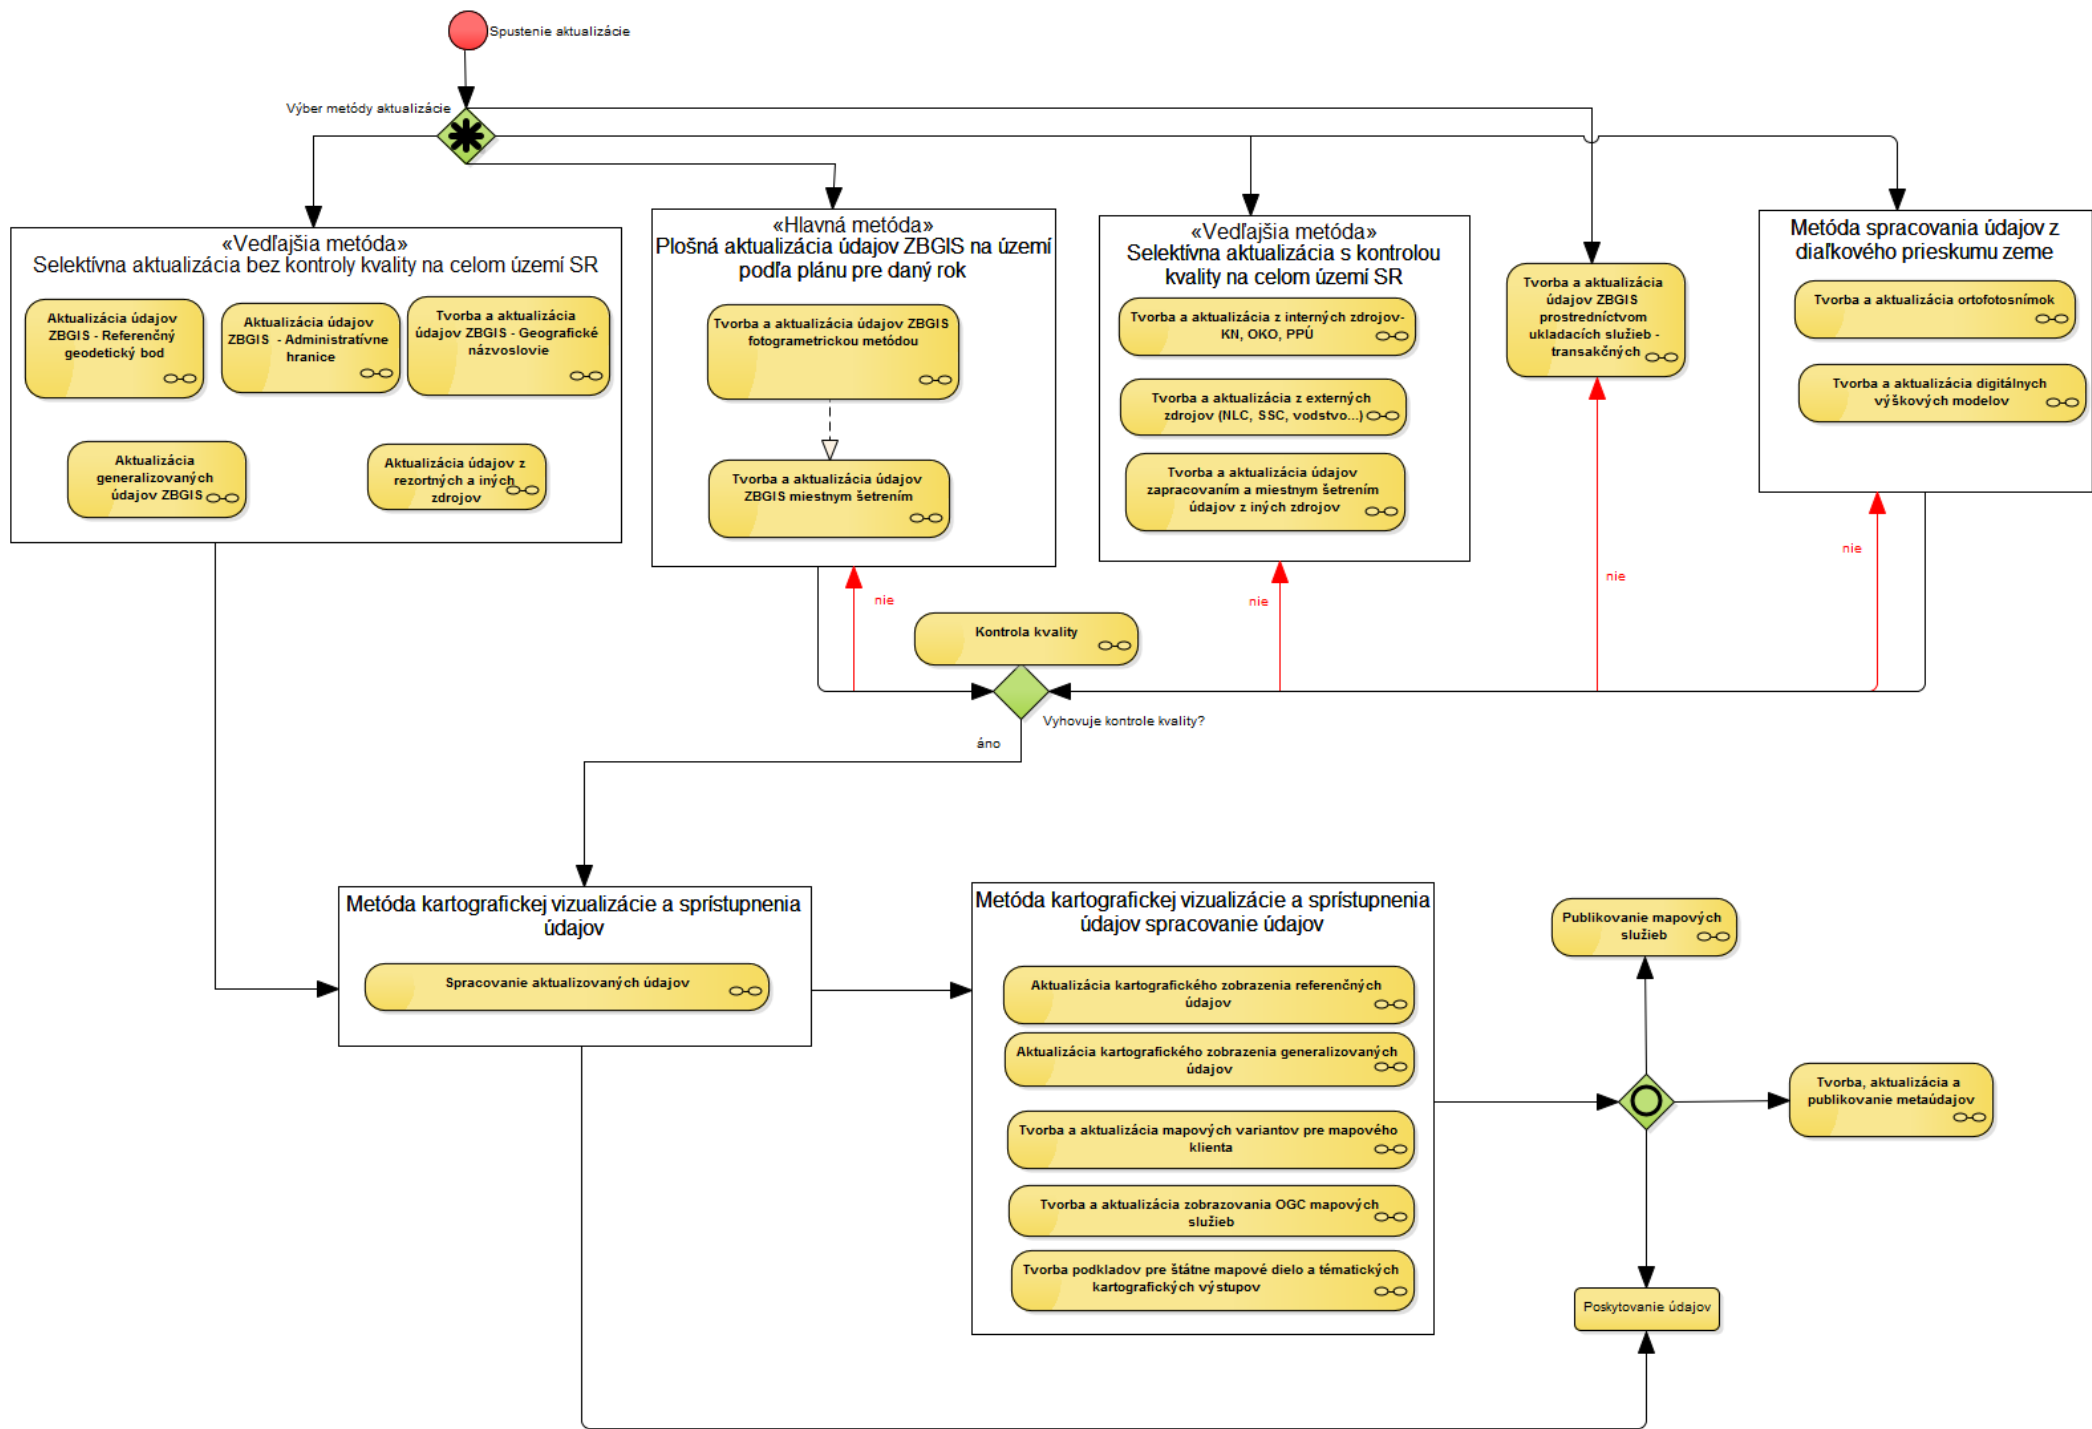 Spustenie aktualizácie
Výber metódy aktualizácie
«Vedľajšia metóda»
Selektívna aktualizácia bez kontroly kvality na celom území SR
Aktualizácia údajov
ZBGIS - Referenčný
geodetický bod
Aktualizácia údajov
ZBGIS - Administratívne
hranice
Tvorba a aktualizácia
údajov ZBGIS - Geografické
názvoslovie
Aktualizácia
generalizovaných
údajov ZBGIS
Aktualizácia údajov z
rezortných a iných
zdrojov
«Hlavná metóda»
Plošná aktualizácia údajov ZBGIS na území
podľa plánu pre daný rok
Tvorba a aktualizácia údajov ZBGIS
fotogrametrickou metódou
Tvorba a aktualizácia údajov
ZBGIS miestnym šetrením
«Vedľajšia metóda»
Selektívna aktualizácia s kontrolou
kvality na celom území SR
Tvorba a aktualizácia z interných zdrojov-
KN, OKO, PPÚ
Tvorba a aktualizácia z externých
zdrojov (NLC, SSC, vodstvo...)
Tvorba a aktualizácia údajov
zapracovaním a miestnym šetrením
údajov z iných zdrojov
Tvorba a aktualizácia
údajov ZBGIS
prostredníctvom
ukladacích služieb -
transakčných
Metóda spracovania údajov z
diaľkového prieskumu zeme
Tvorba a aktualizácia ortofotosnímok
Tvorba a aktualizácia digitálnych
výškových modelov
nie
nie
nie
nie
Kontrola kvality
Vyhovuje kontrole kvality?
áno
Metóda kartografickej vizualizácie a sprístupnenia
údajov
Spracovanie aktualizovaných údajov
Metóda kartografickej vizualizácie a sprístupnenia
údajov spracovanie údajov
Aktualizácia kartografického zobrazenia referenčných
údajov
Aktualizácia kartografického zobrazenia generalizovaných
údajov
Tvorba a aktualizácia mapových variantov pre mapového
klienta
Tvorba a aktualizácia zobrazovania OGC mapových
služieb
Tvorba podkladov pre štátne mapové dielo a tématických
kartografických výstupov
Publikovanie mapových
služieb
Tvorba, aktualizácia a
publikovanie metaúdajov
Poskytovanie údajov